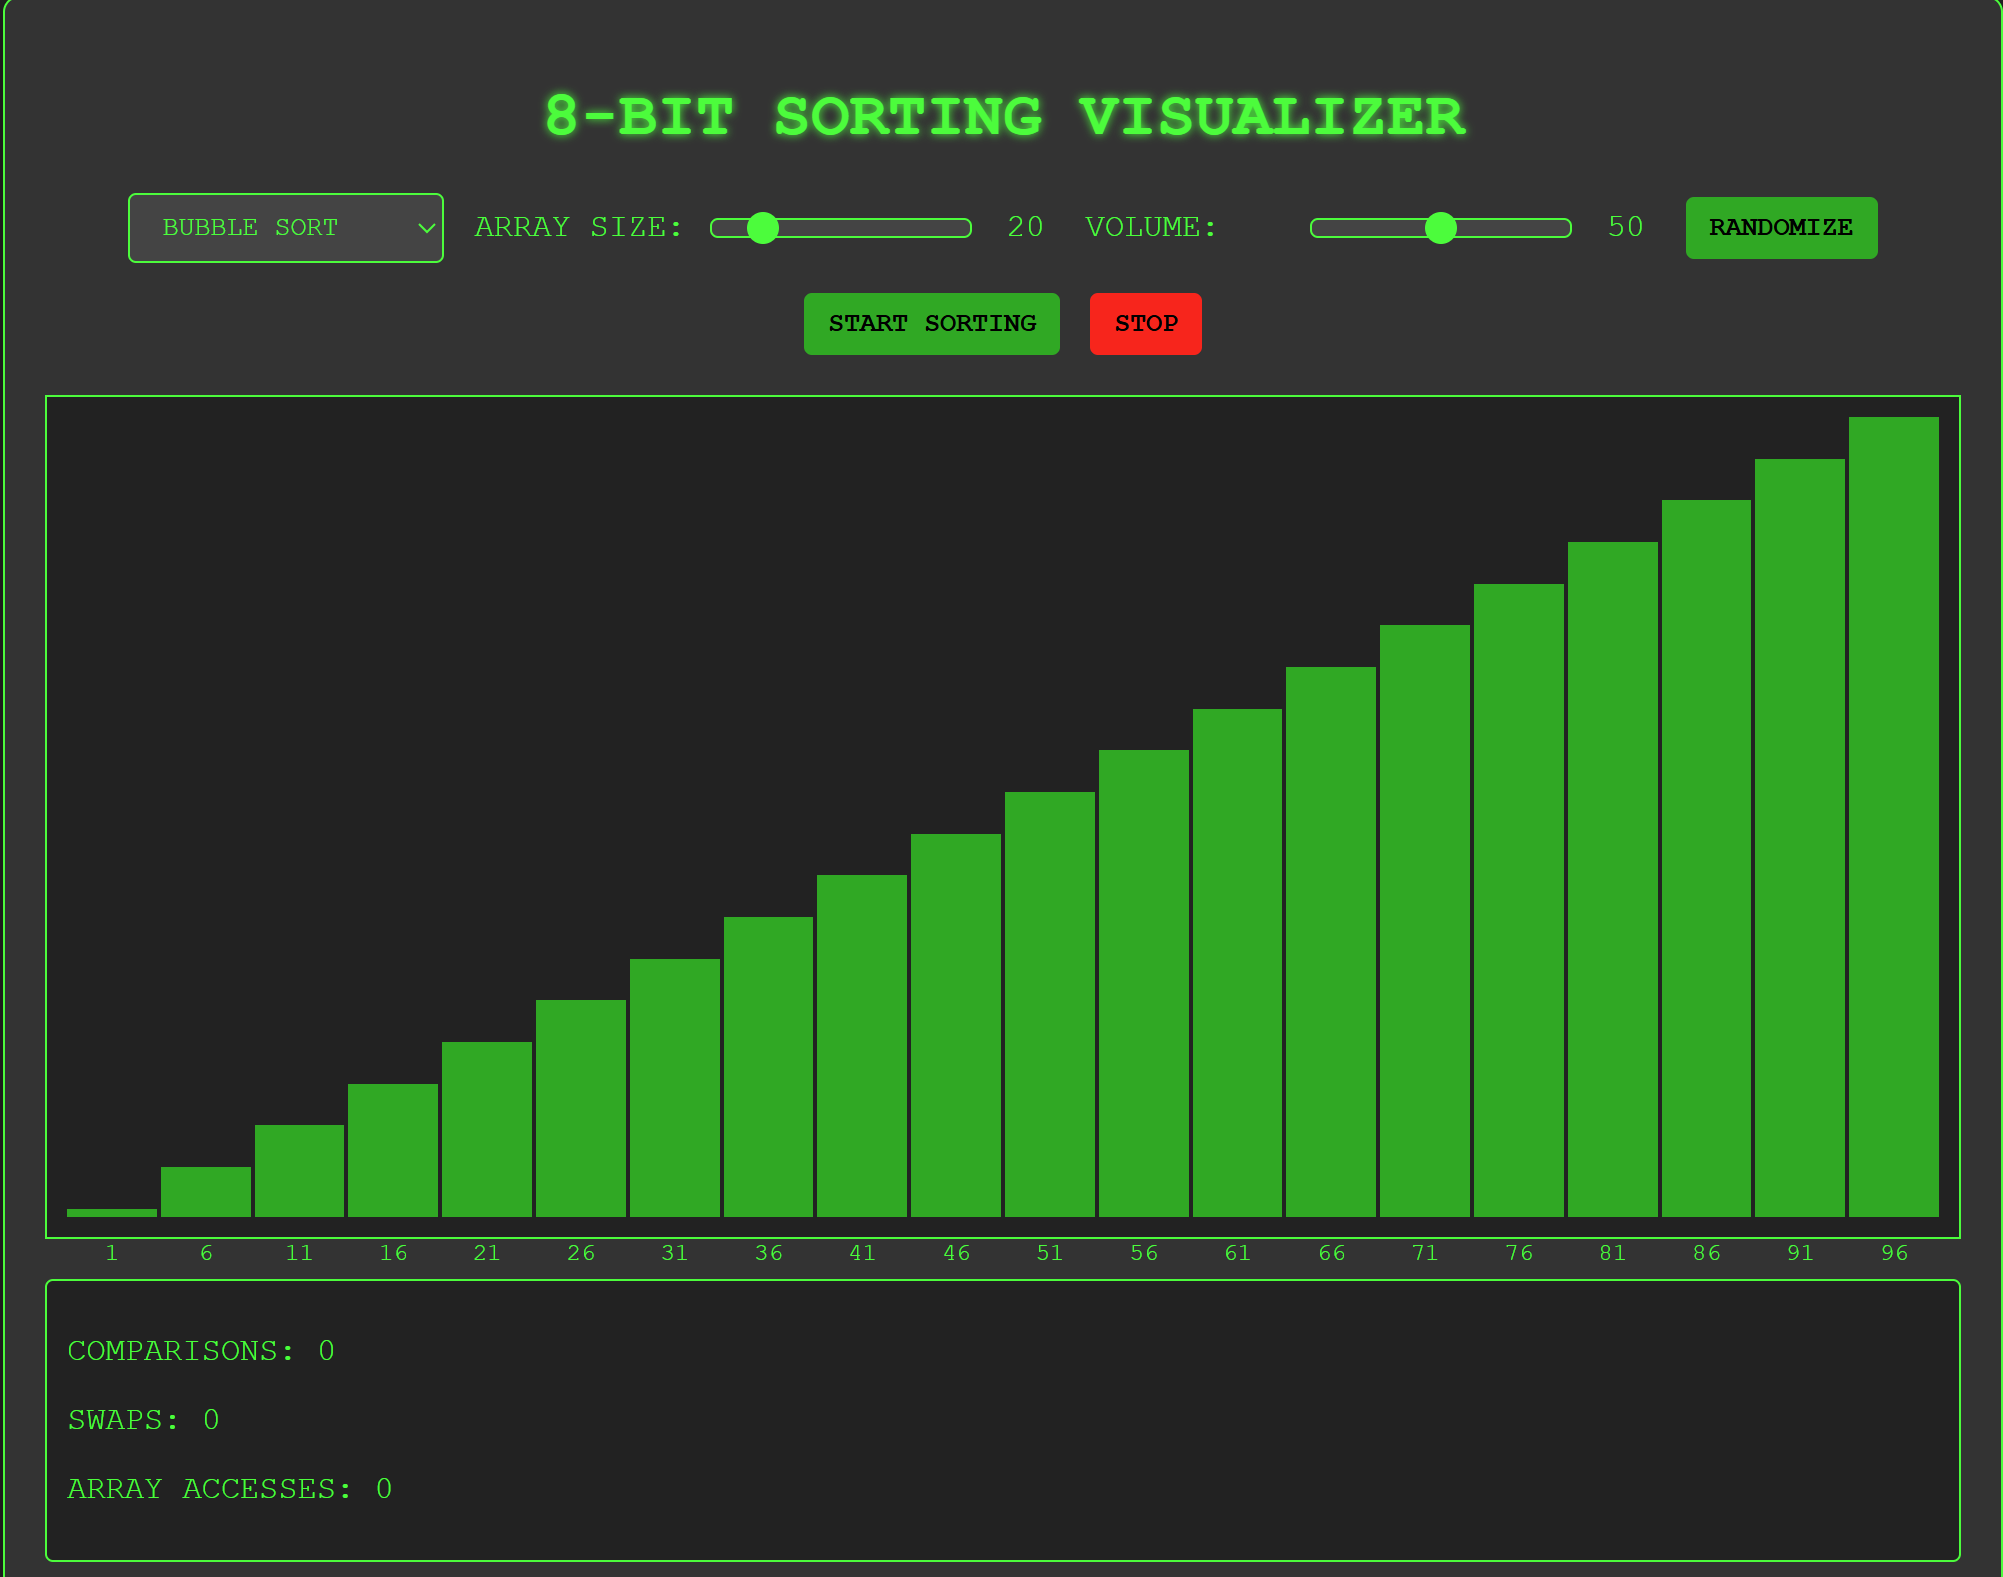 8-BIT SORTING VISUALIZER
BUBBLE SORT ARRAY SIZE: 20 VOLUME: 50 RANDOMIZE
START SORTING STOP
1 6 11 16 21 26 31 36 41 46 51 56 61 66 71 76 81 86 91 96
COMPARISONS: 0
SWAPS: 0
ARRAY ACCESSES: 0